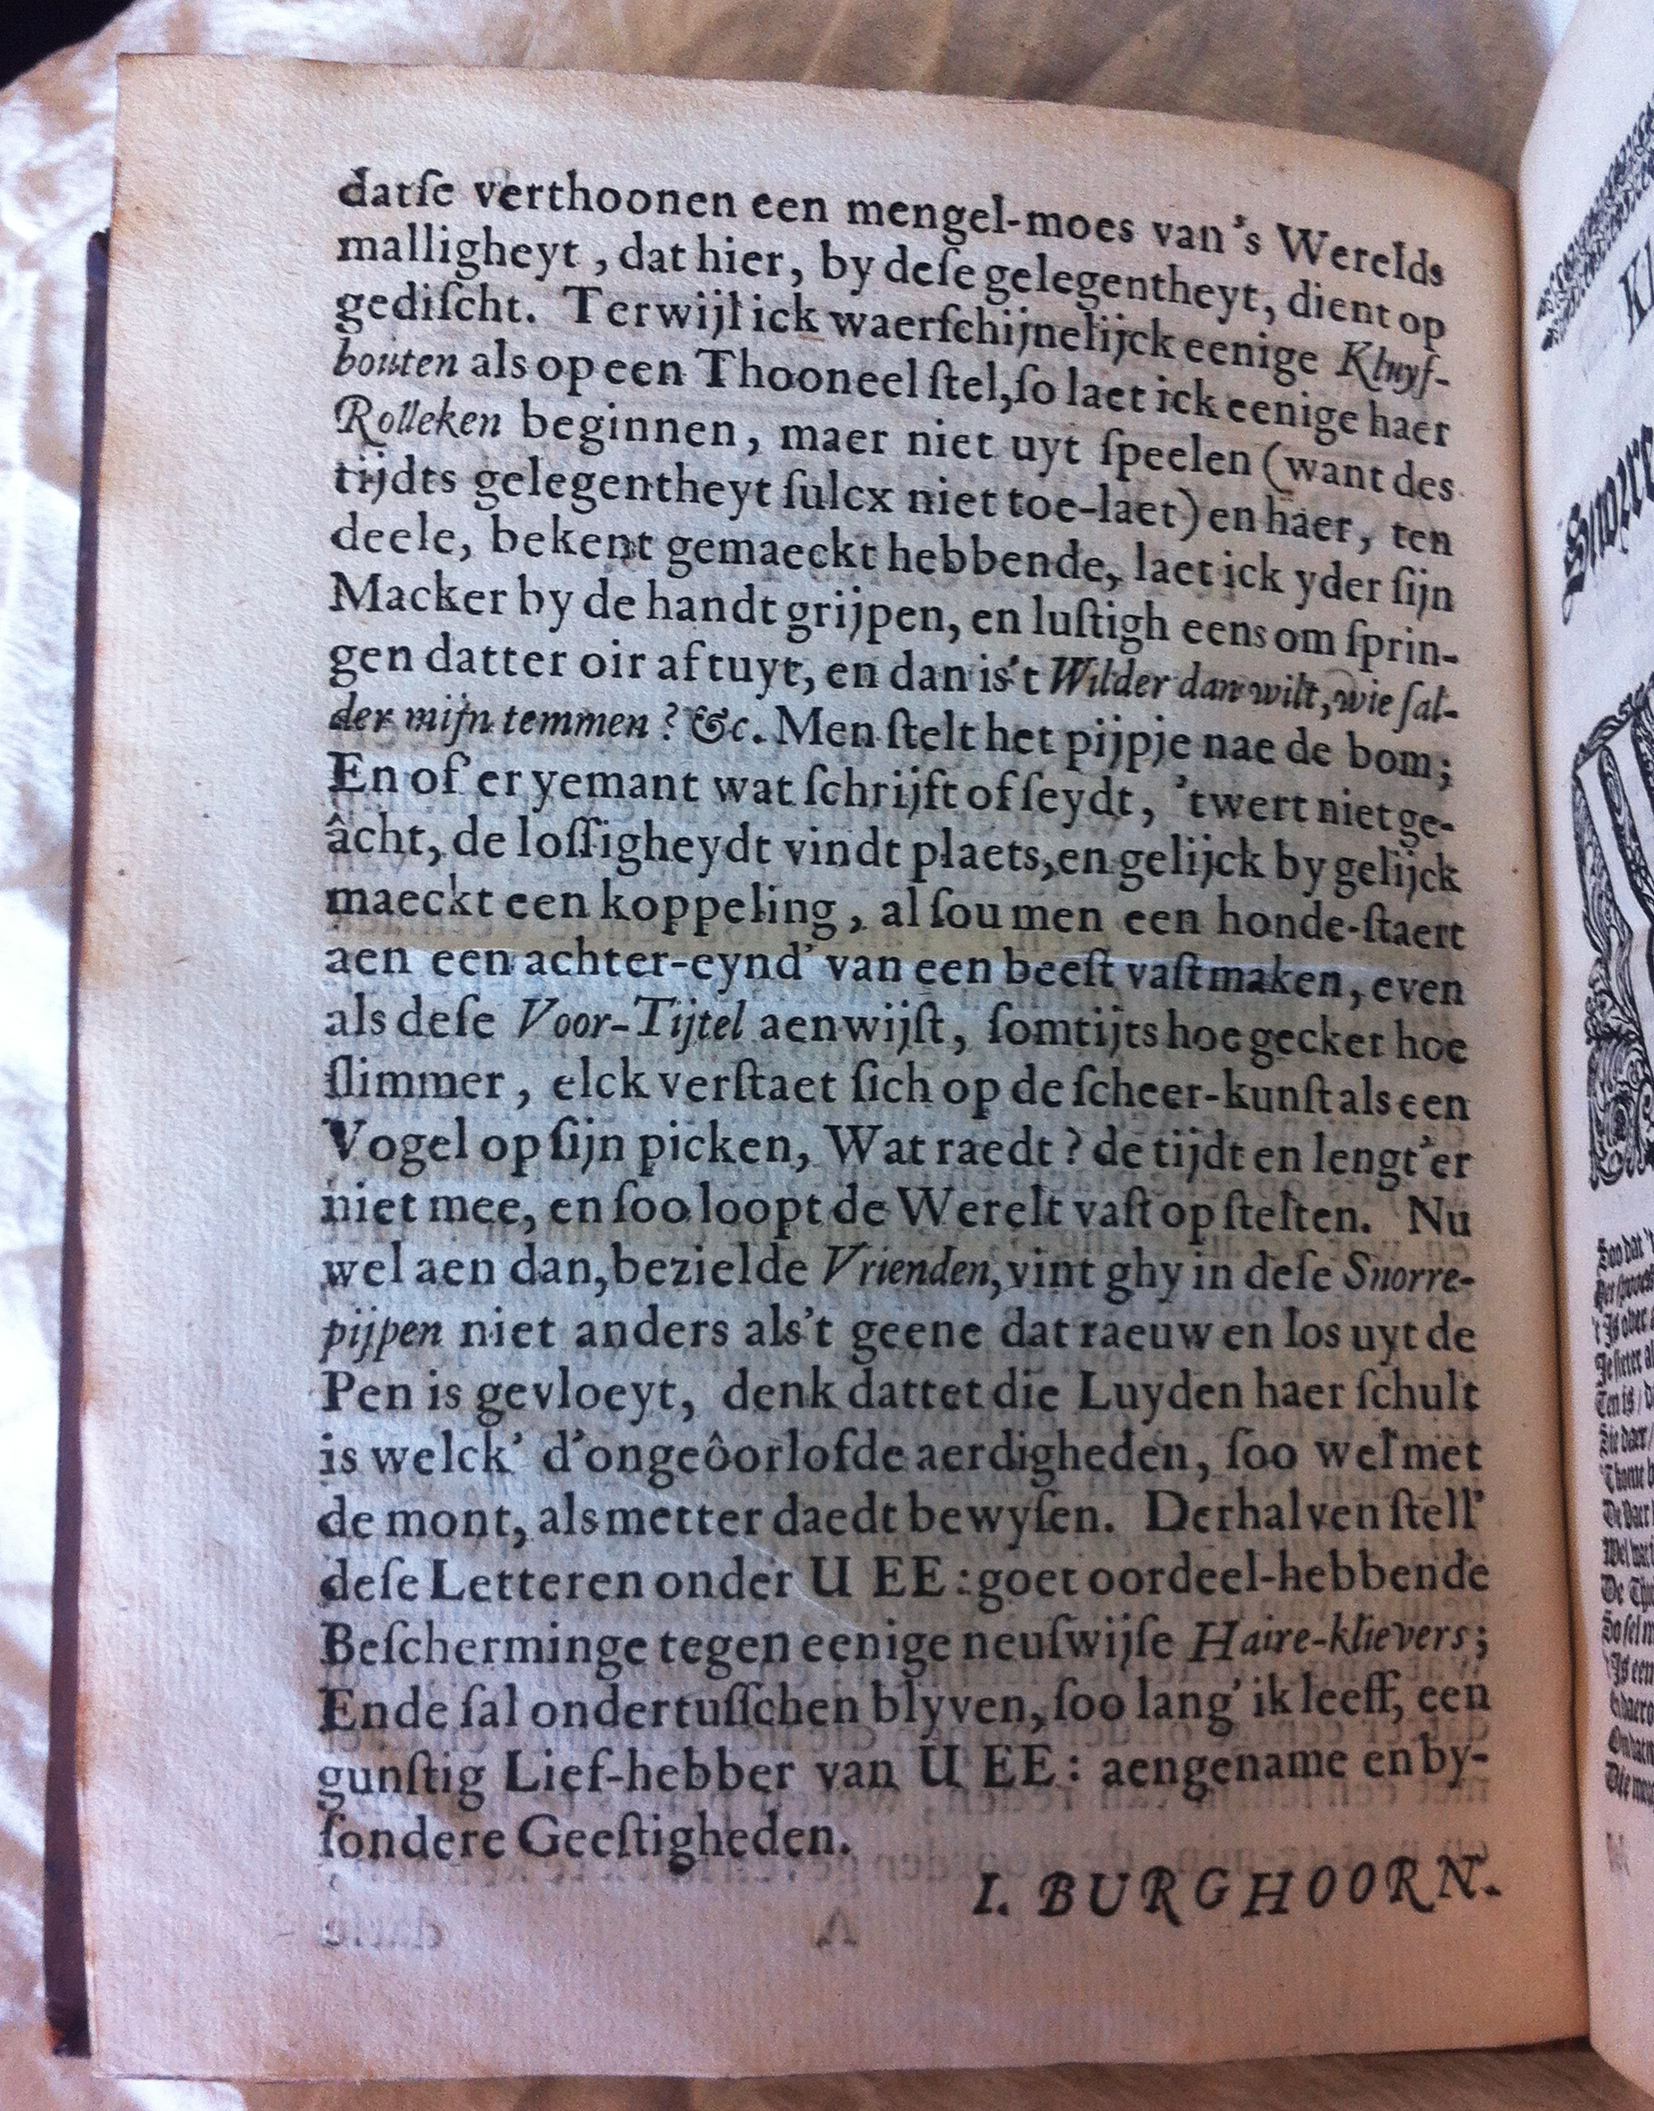 datſe verthoonen een mengel-moes van 's Werelds
malligheyt, dat hier, by deſe gelegentheyt, dient op
gediſcht. Terwijl ick waerſchijnelijck eenige Kluyf-
bouten als op een Thooneel ſtel, ſo laet ick eenige haer
Rolleken beginnen, maer niet uyt ſpeelen (want des
tijdts gelegentheyt ſulcx niet toe-laet) en haer, ten
deele, bekent gemaeckt hebbende, laet ick yder ſijn
Macker by de handt grijpen, en luſtigh eens om ſprin-
gen datter oir af tuyt, en dan is't Wilder dan wilt, wie ſal-
der mijn temmen? &c. Men ſtelt het pijpje nae de bom;
En of er yemant wat ſchrijft of ſeydt, 'twert niet ge-
âcht, de loſſigheydt vindt plaets, en gelijck by gelijck
maeckt een koppeling, al ſou men een honde-ſtaert
aen een achter-eynd' van een beeſt vaſt maken, even
als deſe Voor-Tijtel aenwijſt, ſomtijts hoe gecker hoe
ſlimmer, elck verſtaet ſich op de ſcheer-kunſt als een
Vogel op ſijn picken, Wat raedt? de tijdt en lengt'er
niet mee, en ſoo loopt de Werelt vaſt op ſtelten. Nu
wel aen dan, bezielde Vrienden, vint ghy in deſe Snorre-
pijpen niet anders als't geene dat raeuw en los uyt de
Pen is gevloeyt, denk dattet die Luyden haer ſchult
is welck' d'ongeôorlofde aerdigheden, ſoo wel met
de mont, als metter daedt bewyſen. Derhalven ſtell'
deſe Letteren onder U EE: goet oordeel-hebbende
Beſcherminge tegen eenige neuſwijſe Haire-klievers;
Ende ſal ondertuſſchen blyven, ſoo lang' ik leeff, een
gunſtig Lief-hebber van U EE: aengename en by-
ſondere Geeſtigheden.
I. BURGHOORN.